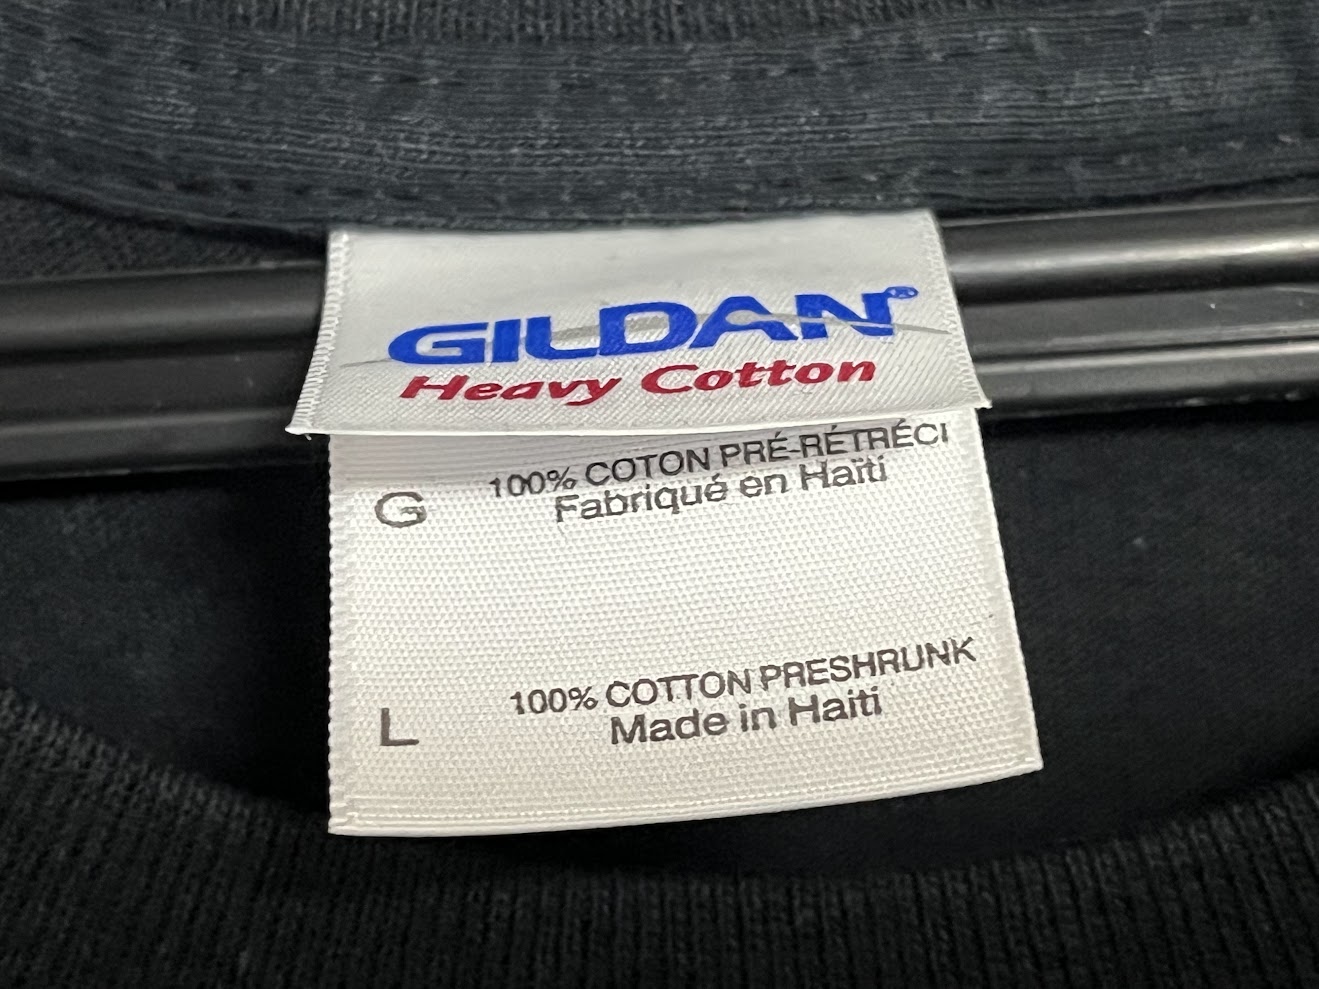 GILDAN®
Heavy Cotton
100% COTON PRÉ-RÉTRÉCI
G
Fabriqué en Haïti
100% COTTON PRESHRUNK
L
Made in Haiti